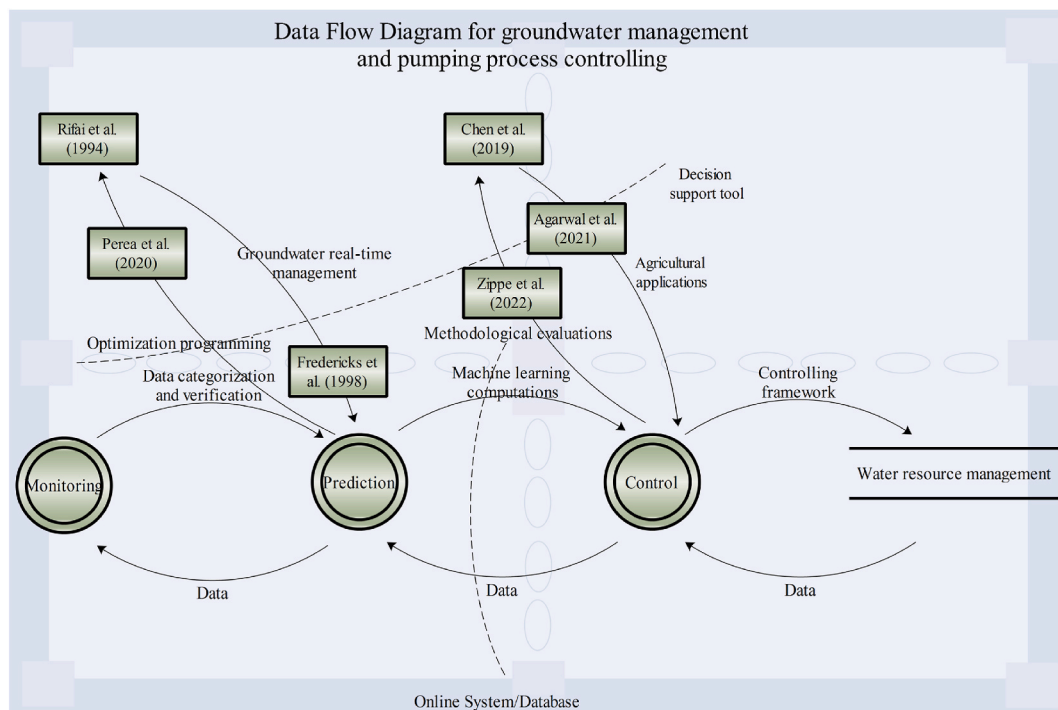 Data Flow Diagram for groundwater management
and pumping process controlling
Rifai et al.
(1994)
Chen et al.
(2019)
Decision
support tool
Perea et al.
(2020)
Agarwal et al.
(2021)
Groundwater real-time
management
Agricultural
applications
Zippe et al.
(2022)
Optimization programming
Methodological evaluations
Data categorization
and verification
Fredericks et
al. (1998)
Machine learning
computations
Controlling
framework
Monitoring
Prediction
Control
Water resource management
Data
Data
Data
Online System/Database